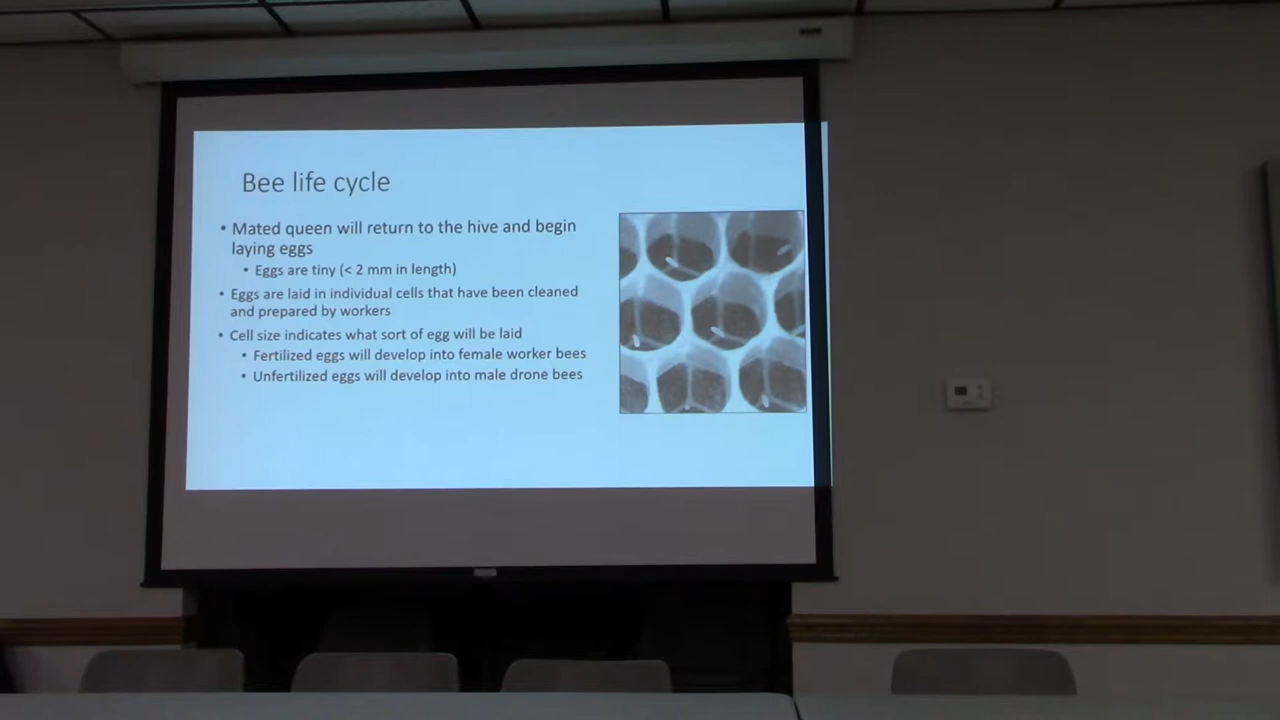 Bee life cycle
• Mated queen will return to the hive and begin
laying eggs
• Eggs are tiny (< 2 mm in length)
• Eggs are laid in individual cells that have been cleaned
and prepared by workers
• Cell size indicates what sort of egg will be laid
• Fertilized eggs will develop into female worker bees
• Unfertilized eggs will develop into male drone bees